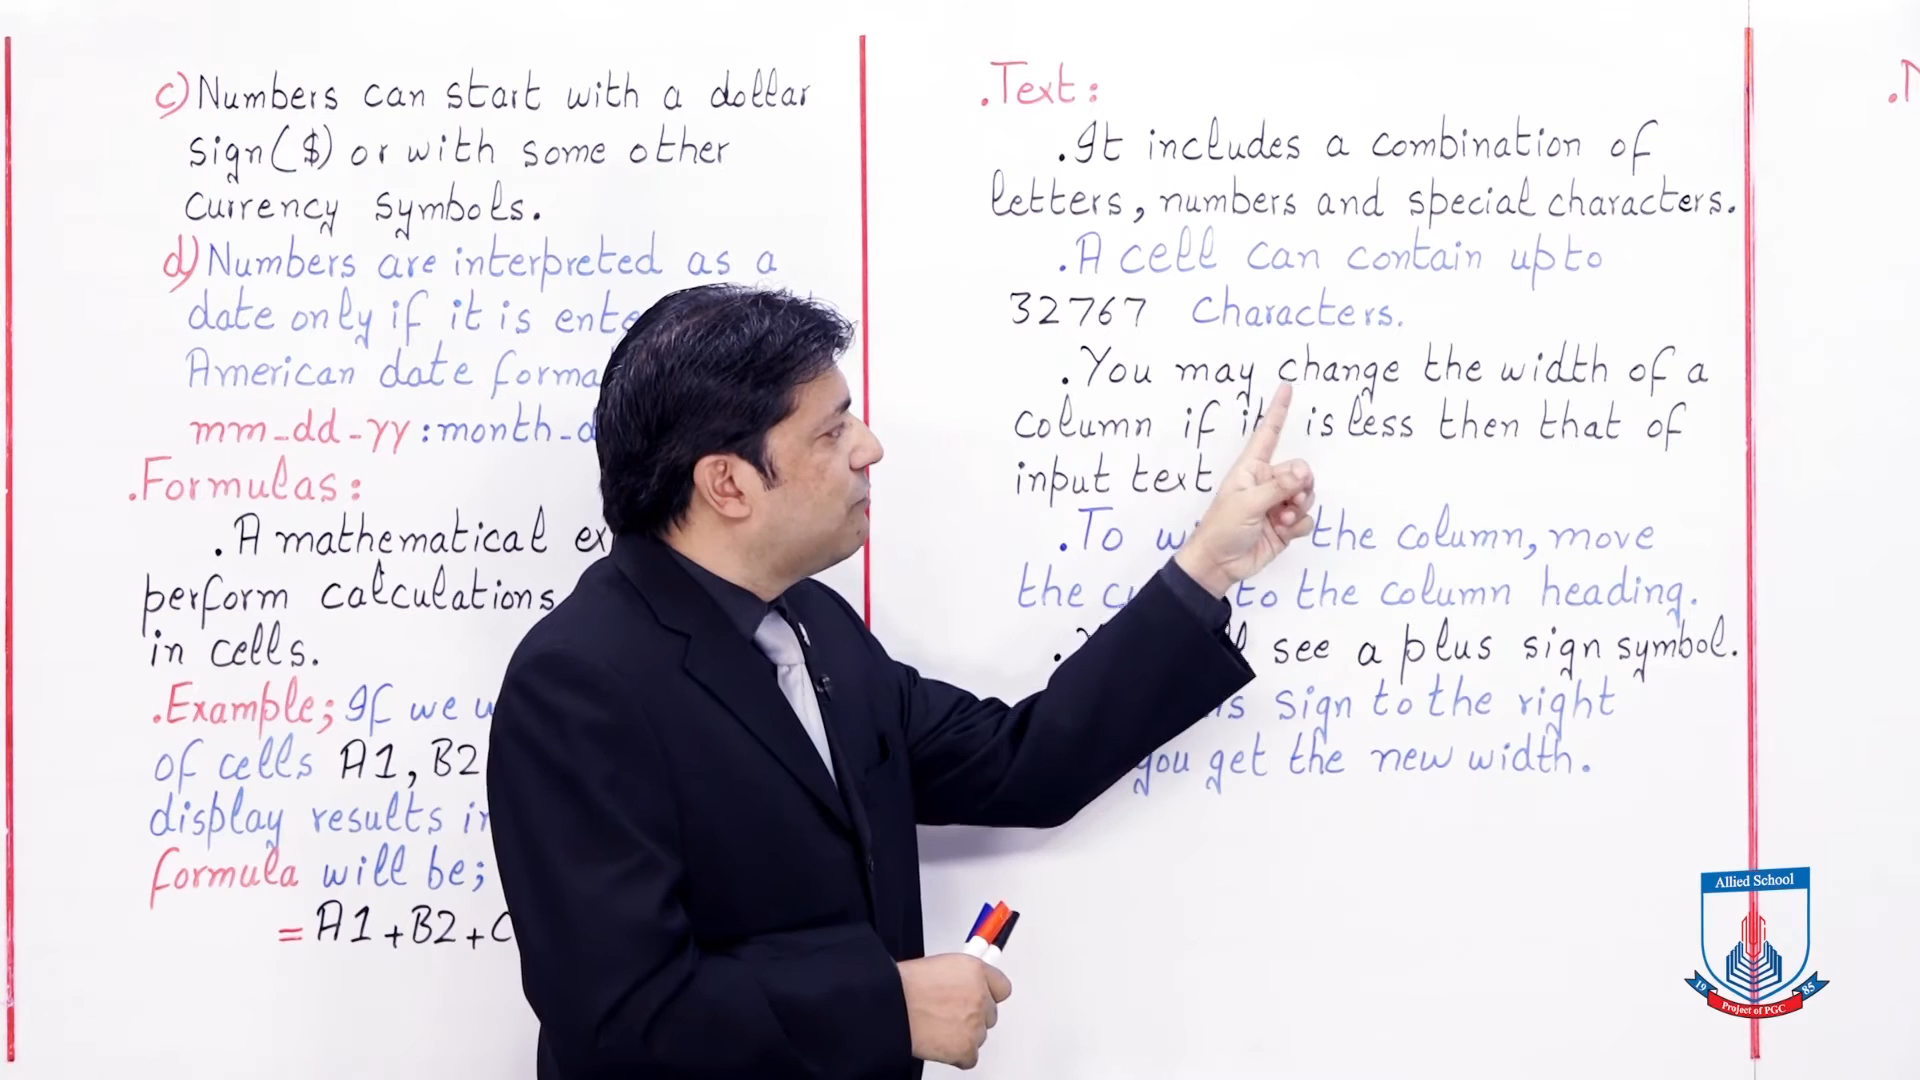 c) Numbers can start with a dollar
sign($) or with some other
currency symbols.
d) Numbers are interpreted as a
date only if it is
American date
mm-dd-yy : month-
.Formulas:
.A mathematical
perform calculations
in cells.
.Example; If we
of cells A1, B2
display results
formula will be;
= A1+B2+
.Text:
.It includes a combination of
letters, numbers and special characters.
.A cell can contain upto
32767 Characters.
.You may change the width of a
column if it is less then that of
input text
.To the column, move
the to the column heading.
. see a plus sign symbol.
sign to the right
you get the new width.
Allied School
1985
Project of PGC